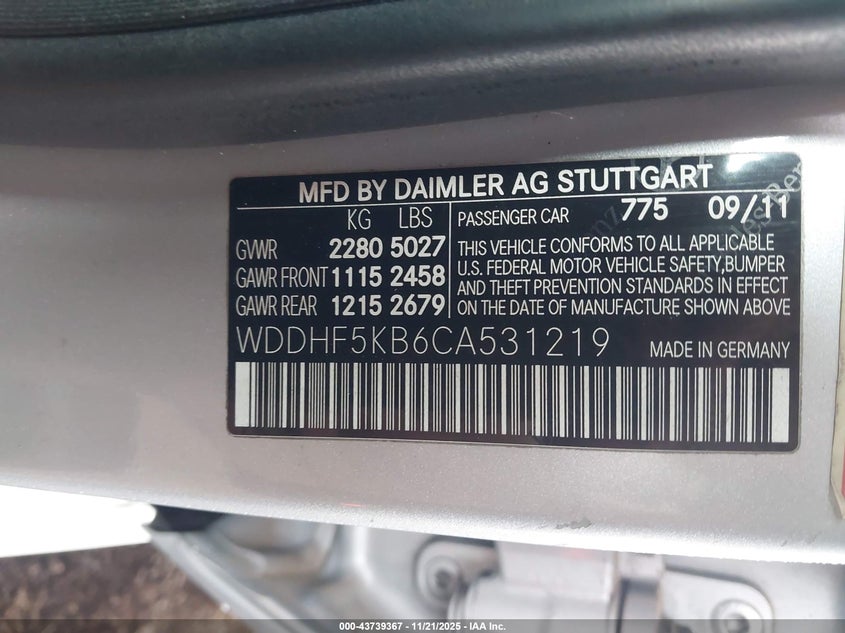 MFD BY DAIMLER AG STUTTGART
KG LBS
GVWR 2280 5027
GAWR FRONT 1115 2458
GAWR REAR 1215 2679
PASSENGER CAR 775 09/11
THIS VEHICLE CONFORMS TO ALL APPLICABLE
U.S. FEDERAL MOTOR VEHICLE SAFETY,BUMPER
AND THEFT PREVENTION STANDARDS IN EFFECT
ON THE DATE OF MANUFACTURE SHOWN ABOVE
WDDHF5KB6CA531219 MADE IN GERMANY
000-43739367 - 11/21/2025 - IAA Inc.